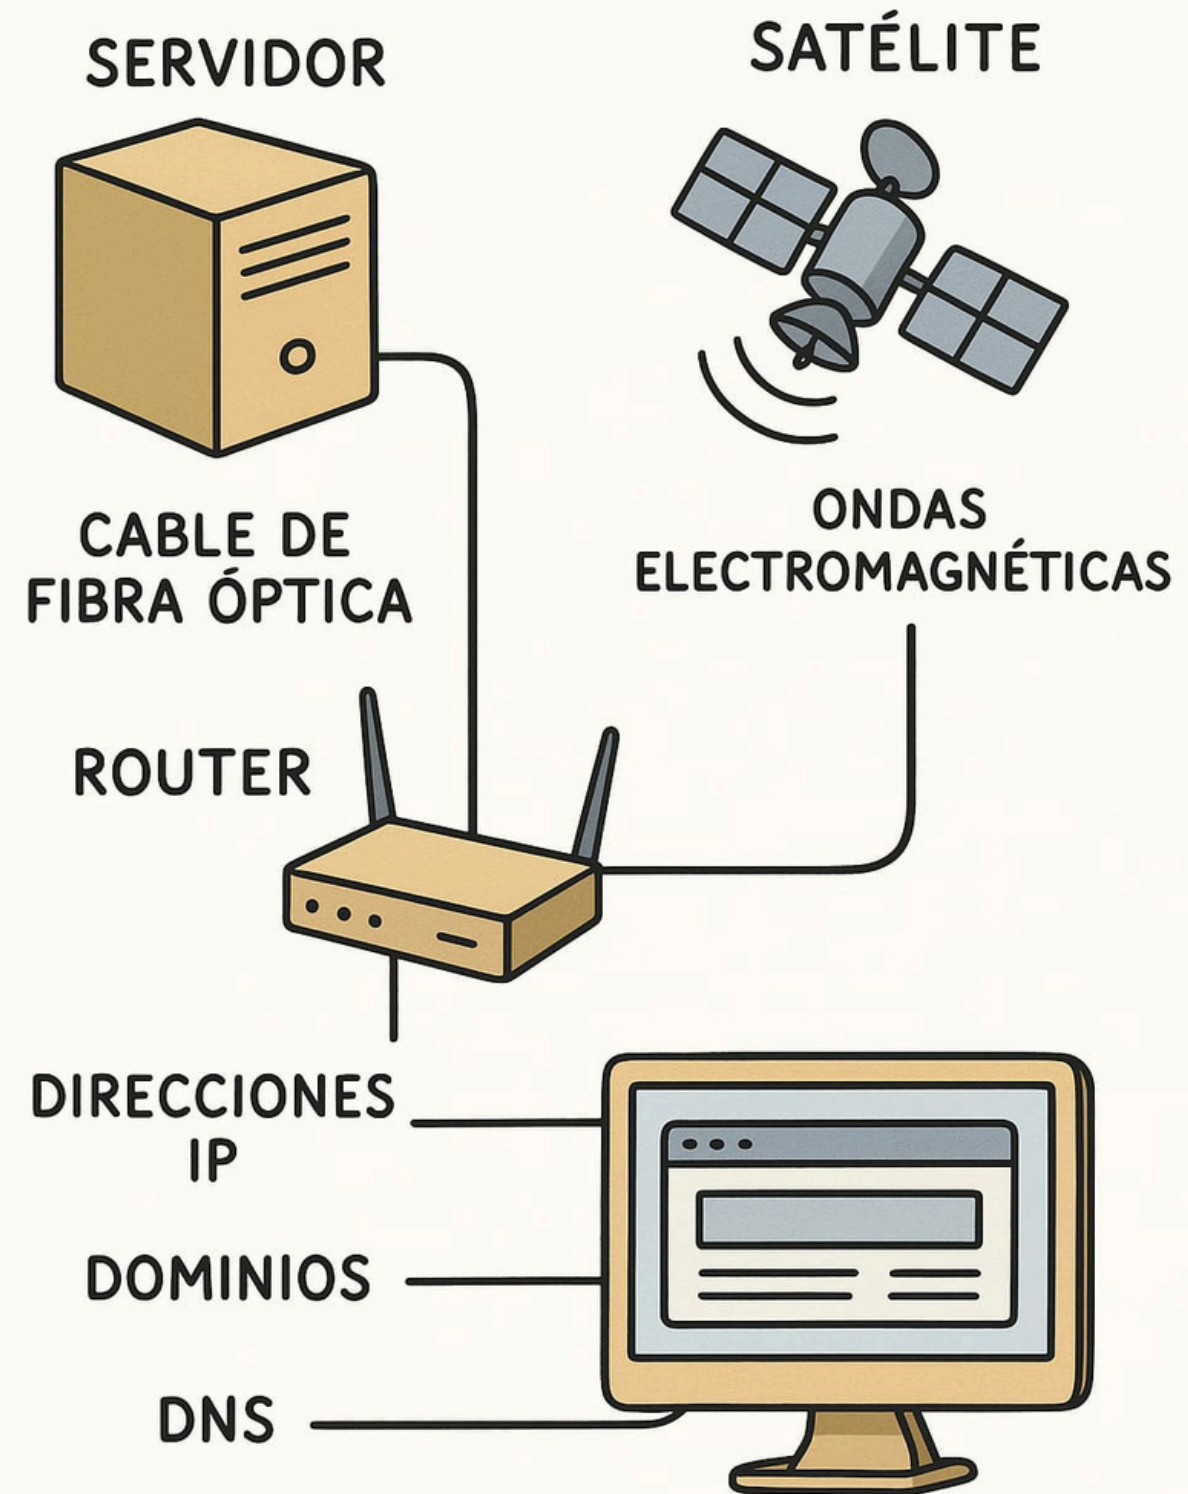 SERVIDOR
SATÉLITE
CABLE DE
FIBRA ÓPTICA
ONDAS
ELECTROMAGNÉTICAS
ROUTER
DIRECCIONES
IP
DOMINIOS
DNS